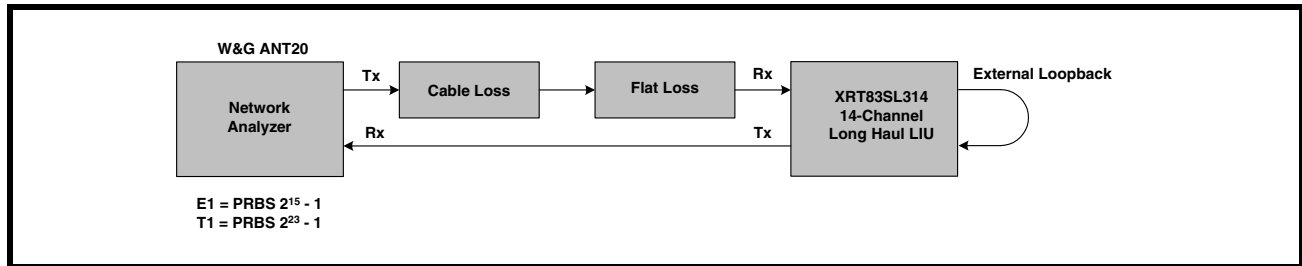 W&G ANT20
Network
Analyzer
Tx
Rx
Cable Loss
Flat Loss
Rx
Tx
XRT83SL314
14-Channel
Long Haul LIU
External Loopback
E1 = PRBS 2¹⁵ - 1
T1 = PRBS 2²³ - 1